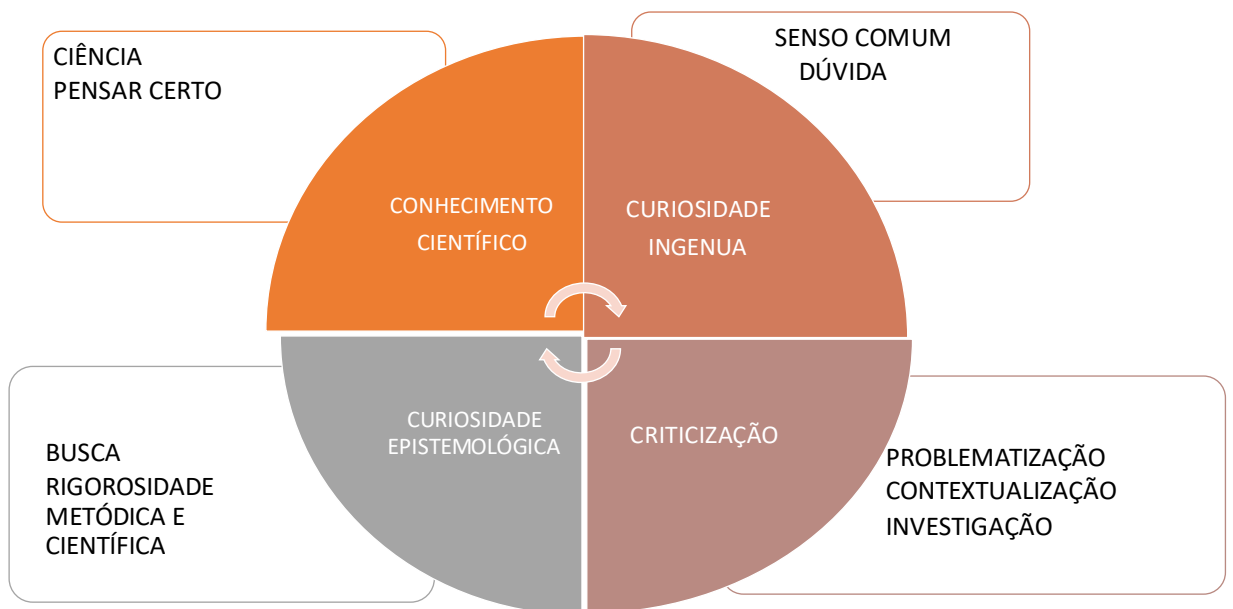 CIÊNCIA
PENSAR CERTO
SENSO COMUM
DÚVIDA
CONHECIMENTO
CIENTÍFICO
CURIOSIDADE
INGENUA
CURIOSIDADE
EPISTEMOLÓGICA
CRITICIZAÇÃO
BUSCA
RIGOROSIDADE
METÓDICA E
CIENTÍFICA
PROBLEMATIZAÇÃO
CONTEXTUALIZAÇÃO
INVESTIGAÇÃO